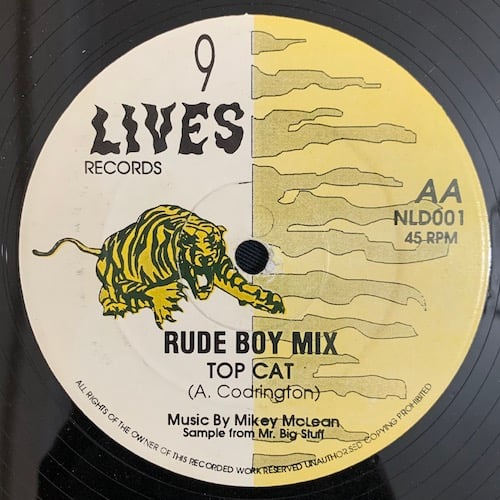 9
LIVES
RECORDS
AA
NLD001
45 RPM
RUDE BOY MIX
TOP CAT
(A. Codrington)
Music By Mikey McLean
Sample from Mr. Big Stuff
ALL RIGHTS OF THE OWNER OF THIS RECORDED WORK RESERVED UNAUTHORISED COPYING PROHIBITED